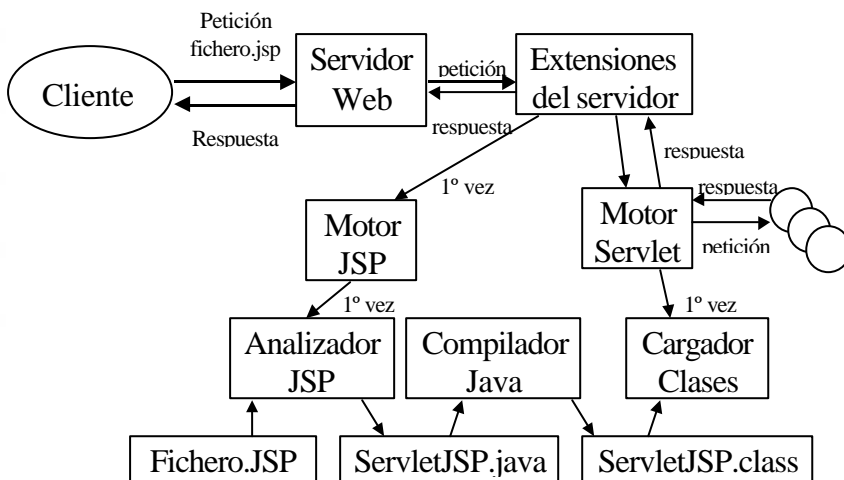 Petición
fichero.jsp
Servidor
Web
petición
Extensiones
del servidor
Cliente
Respuesta
respuesta
respuesta
1º vez
respuesta
Motor
JSP
Motor
Servlet
petición
1º vez
1º vez
Analizador
JSP
Compilador
Java
Cargador
Clases
Fichero.JSP
ServletJSP.java
ServletJSP.class